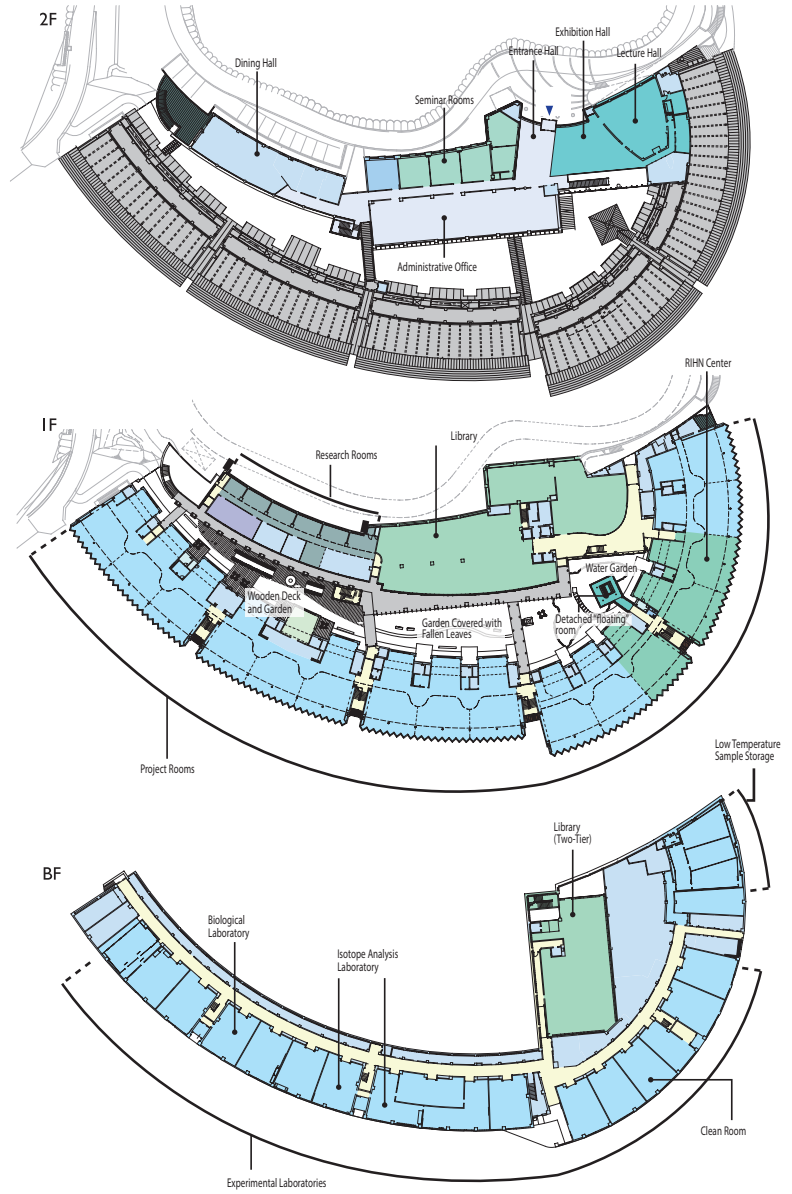 2F
Exhibition Hall
Entrance Hall
Lecture Hall
Dining Hall
Seminar Rooms
Administrative Office
RIHN Center
1F
Library
Research Rooms
Water Garden
Wooden Deck
and Garden
Garden Covered with
Fallen Leaves
Detached "floating"
room
Project Rooms
Low Temperature
Sample Storage
Library
(Two-Tier)
BF
Biological
Laboratory
Isotope Analysis
Laboratory
Clean Room
Experimental Laboratories